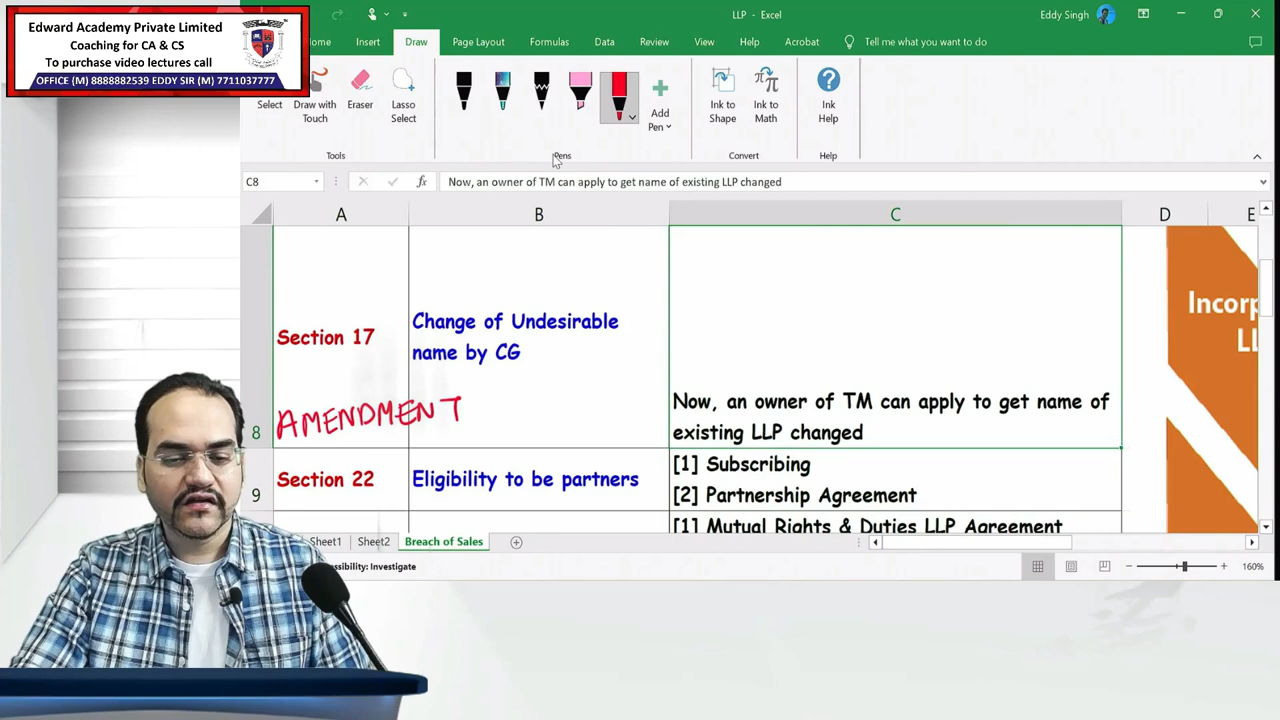 Edward Academy Private Limited
Coaching for CA & CS
To purchase video lectures call
OFFICE (M) 8888882539 EDDY SIR (M) 7711037777
LLP - Excel
Eddy Singh
Home Insert Draw Page Layout Formulas Data Review View Help Acrobat Tell me what you want to do
Select
Draw with
Touch
Eraser
Lasso
Select
Add
Pen
Ink to
Shape
Ink to
Math
Ink
Help
Tools
Pens
Convert
Help
C8
fx
Now, an owner of TM can apply to get name of existing LLP changed
A B C D E
8
Section 17
Change of Undesirable
name by CG
AMENDMENT
Now, an owner of TM can apply to get name of
existing LLP changed
9
Section 22
Eligibility to be partners
[1] Subscribing
[2] Partnership Agreement
[1] Mutual Rights & Duties LLP Agreement
Sheet1 Sheet2 Breach of Sales
Investigate
160%